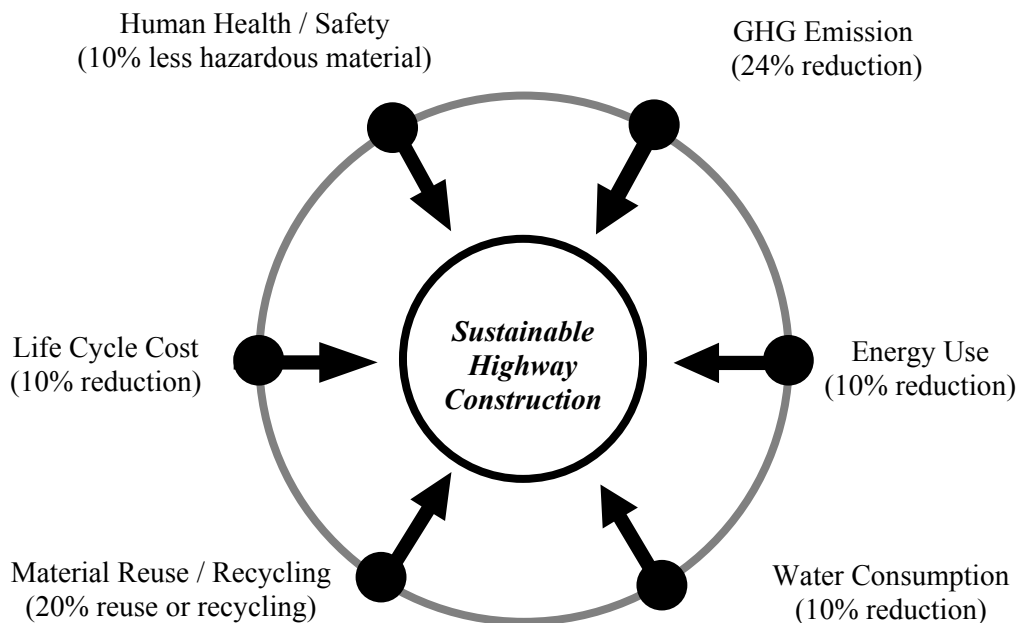 Human Health / Safety
(10% less hazardous material)
GHG Emission
(24% reduction)
Life Cycle Cost
(10% reduction)
Sustainable
Highway
Construction
Energy Use
(10% reduction)
Material Reuse / Recycling
(20% reuse or recycling)
Water Consumption
(10% reduction)